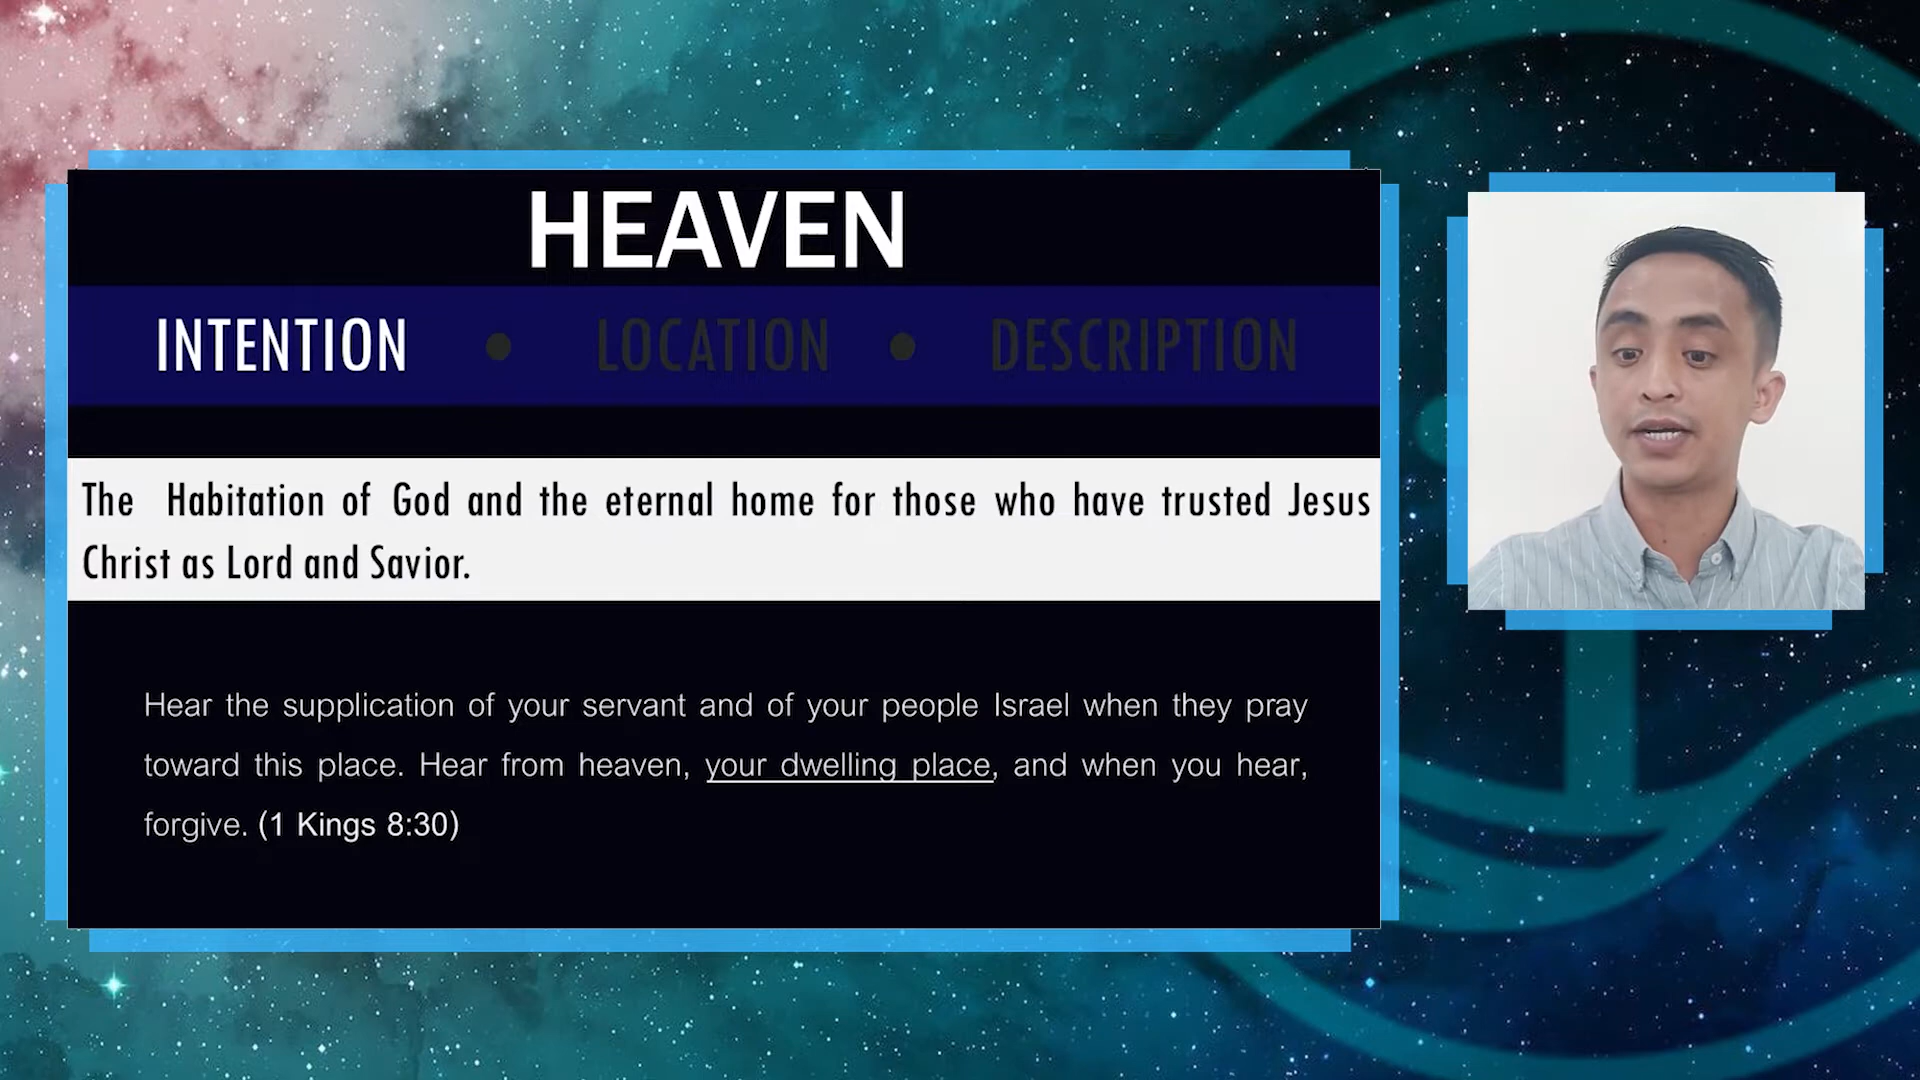 HEAVEN
INTENTION • LOCATION • DESCRIPTION
The Habitation of God and the eternal home for those who have trusted Jesus
Christ as Lord and Savior.
Hear the supplication of your servant and of your people Israel when they pray
toward this place. Hear from heaven, your dwelling place, and when you hear,
forgive. (1 Kings 8:30)